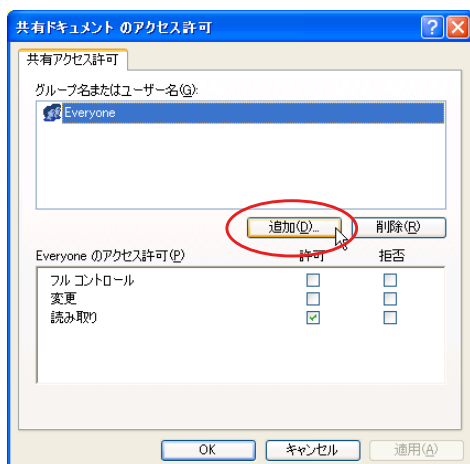 共有ドキュメント のアクセス許可
共有アクセス許可
グループ名またはユーザー名(G):
Everyone
追加(D)... 削除(R)
Everyone のアクセス許可(P) 許可 拒否
フル コントロール
変更
読み取り
OK キャンセル 適用(A)